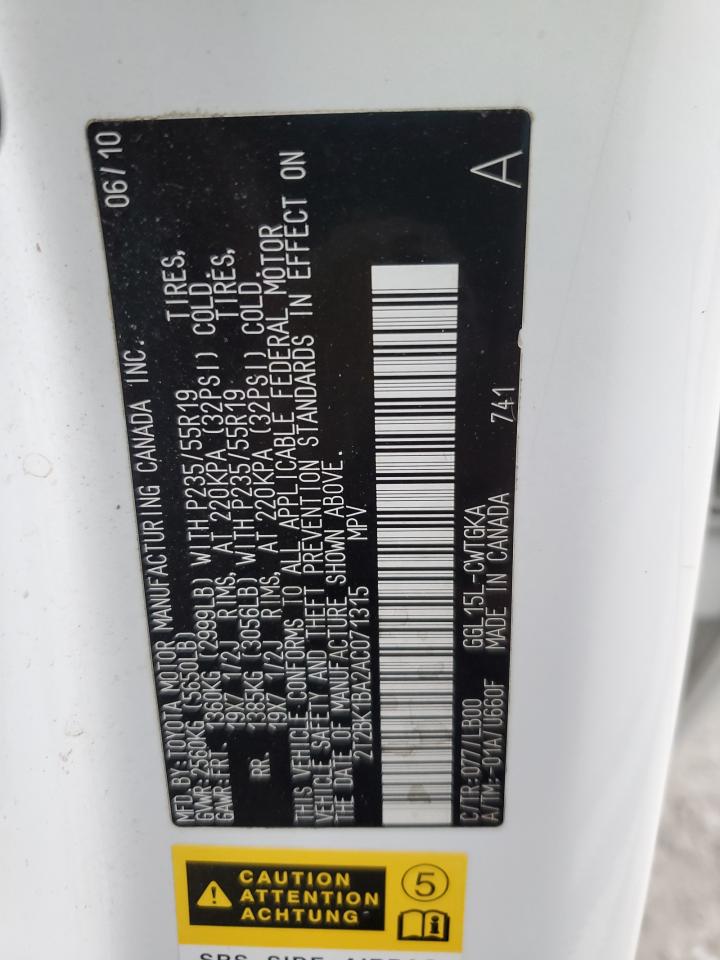 MFD BY: TOYOTA MOTOR MANUFACTURING CANADA INC. 06/10
GVWR: 2560KG (5650LB)
GAWR: FRT 1360KG (2999LB) WITH P235/55R19 TIRES,
19X7 1/2J RIMS, AT 220KPA (32PSI) COLD.
RR 1385KG (3056LB) WITH P235/55R19 TIRES,
19X7 1/2J RIMS, AT 220KPA (32PSI) COLD
THIS VEHICLE CONFORMS TO ALL APPLICABLE FEDERAL MOTOR
VEHICLE SAFETY AND THEFT PREVENTION STANDARDS IN EFFECT ON
THE DATE OF MANUFACTURE SHOWN ABOVE.
2T2BK1BA2AC071315 MPV
A
C/TR: 077/LB00 GGL15L-CWTGKA Z41
A/TM: -01A/U660F MADE IN CANADA
CAUTION
ATTENTION
ACHTUNG
5
i
SRS SIDE